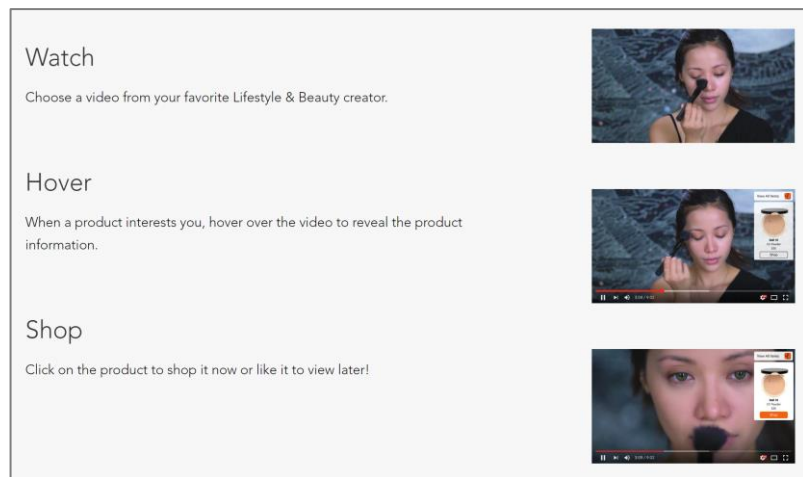 Watch
Choose a video from your favorite Lifestyle & Beauty creator.
Hover
When a product interests you, hover over the video to reveal the product
information.
Shop
Click on the product to shop it now or like it to view later!